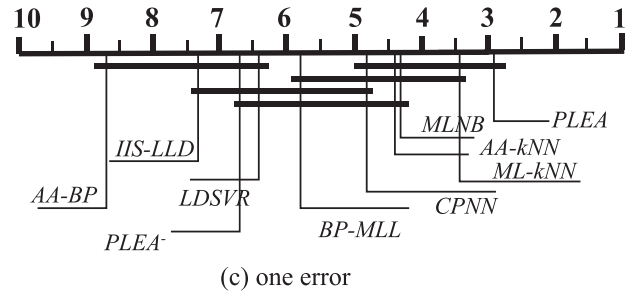 10 9 8 7 6 5 4 3 2 1
MLNB PLEA
IIS-LLD AA-kNN
ML-kNN
AA-BP LDSVR CPNN
PLEA- BP-MLL
(c) one error